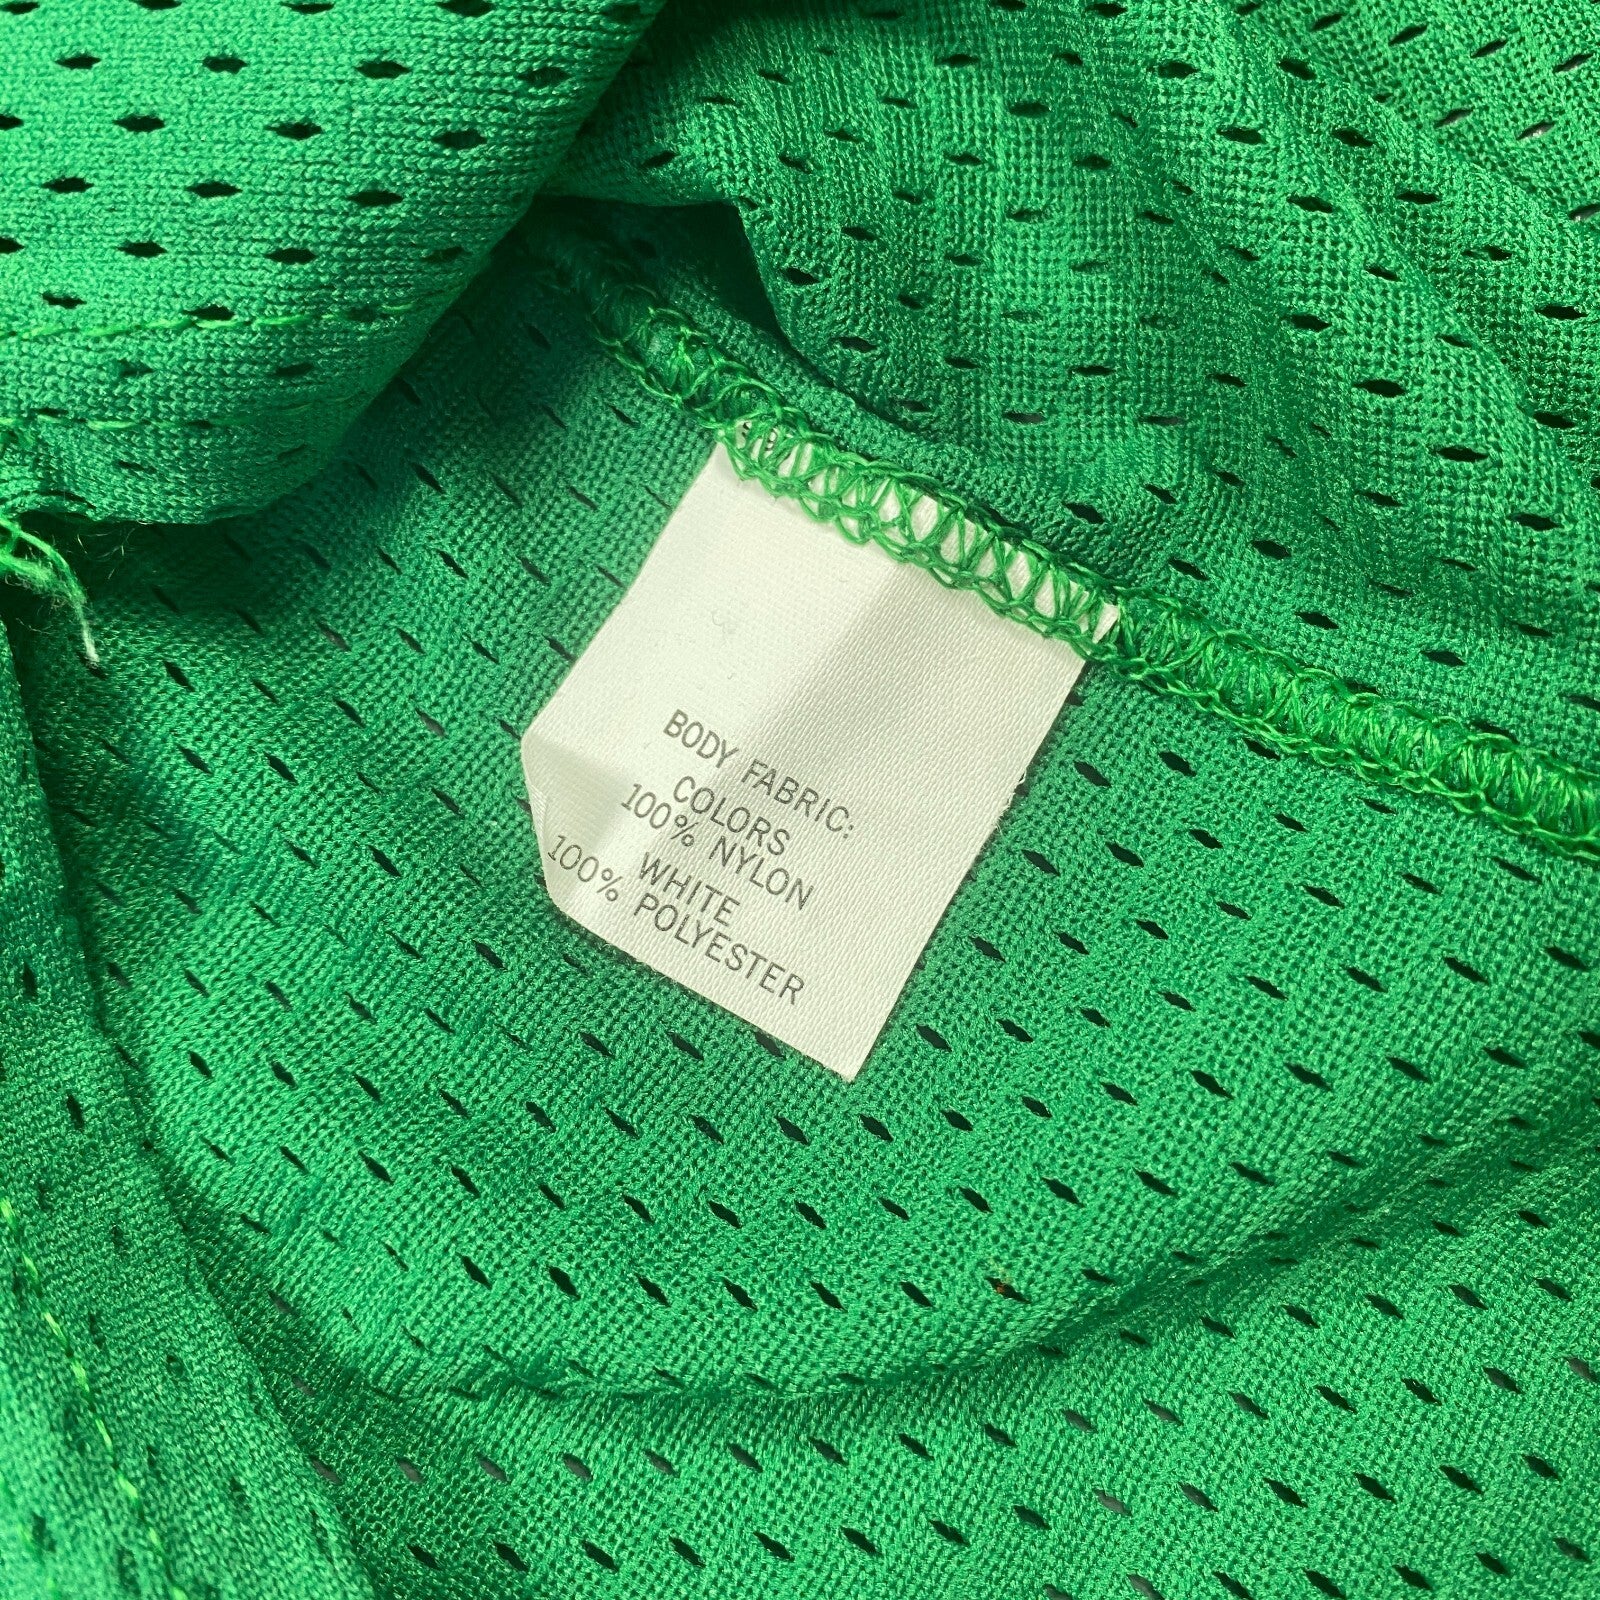 BODY FABRIC:
COLORS
100% NYLON
WHITE
100% POLYESTER